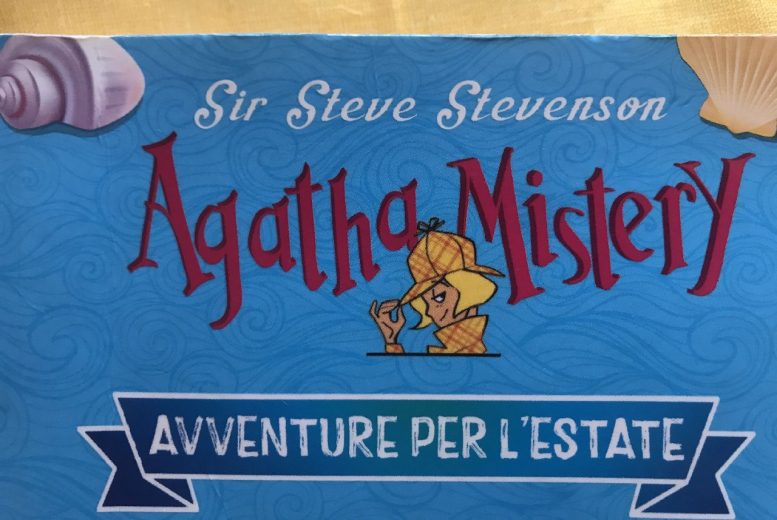 Sir Steve Stevenson
Agatha Mistery
AVVENTURE PER L'ESTATE